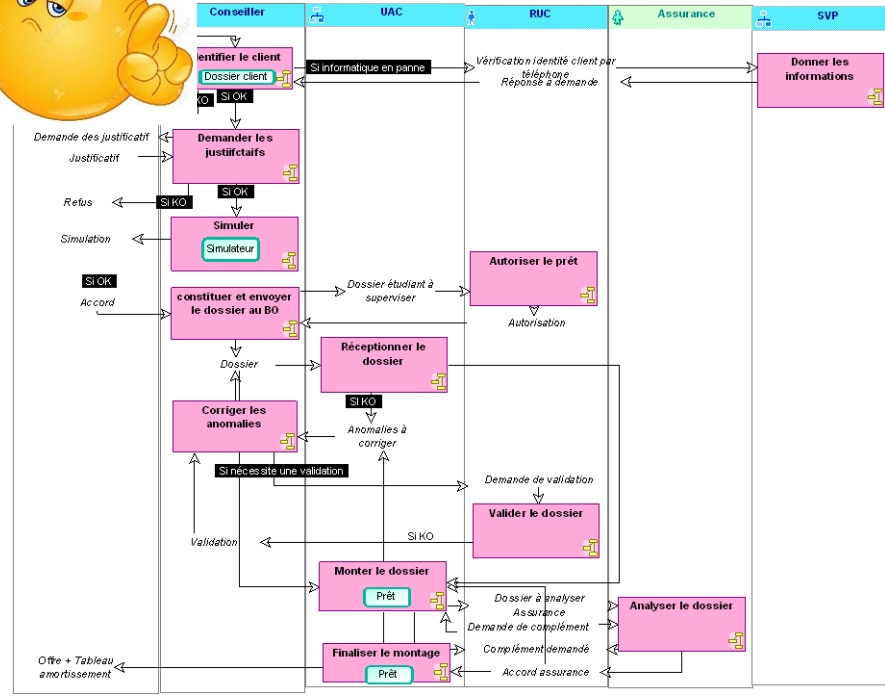 Conseiller
UAC
RUC
Assurance
SVP
entifier le client
Dossier client
Si informatique en panne
Vérification identité client par
téléphone
Réponse à demande
Donner les
informations
KO
Si OK
Demande des justificatif
Justificatif
Demander les
justiifctaifs
Refus
Si KO
Si OK
Simulation
Simuler
Simulateur
Autoriser le prêt
Si OK
Accord
constituer et envoyer
le dossier au BO
Dossier étudiant à
superviser
Autorisation
Dossier
Réceptionner le
dossier
Si KO
Corriger les
anomalies
Anomalies à
corriger
Si nécessite une validation
Demande de validation
Valider le dossier
Validation
Si KO
Monter le dossier
Prêt
Dossier à analyser
Assurance
Demande de complément
Analyser le dossier
Complément demandé
Accord assurance
Finaliser le montage
Prêt
Offre + Tableau
amortissement